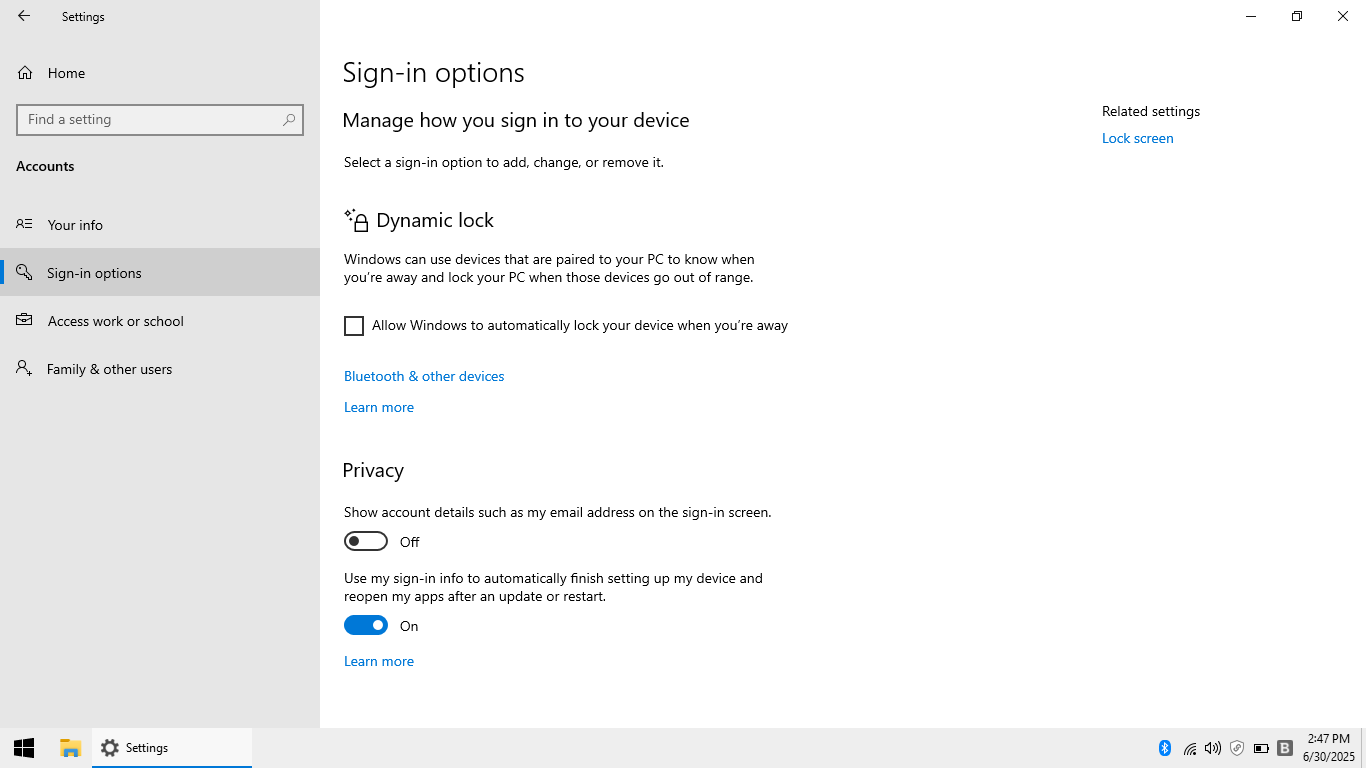 Settings
Home
Find a setting
Accounts
Your info
Sign-in options
Access work or school
Family & other users
Sign-in options
Manage how you sign in to your device
Select a sign-in option to add, change, or remove it.
Dynamic lock
Windows can use devices that are paired to your PC to know when
you’re away and lock your PC when those devices go out of range.
Allow Windows to automatically lock your device when you’re away
Bluetooth & other devices
Learn more
Privacy
Show account details such as my email address on the sign-in screen.
Off
Use my sign-in info to automatically finish setting up my device and
reopen my apps after an update or restart.
On
Learn more
Related settings
Lock screen
Settings
B
2:47 PM
6/30/2025